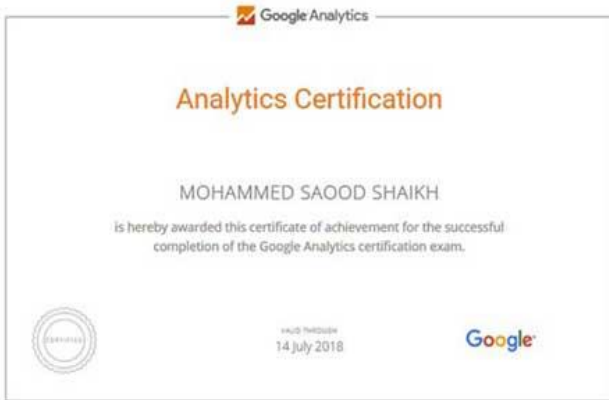 Google Analytics
Analytics Certification
MOHAMMED SAOOD SHAIKH
is hereby awarded this certificate of achievement for the successful
completion of the Google Analytics certification exam.
CERTIFIED
VALID THROUGH
14 July 2018
Google